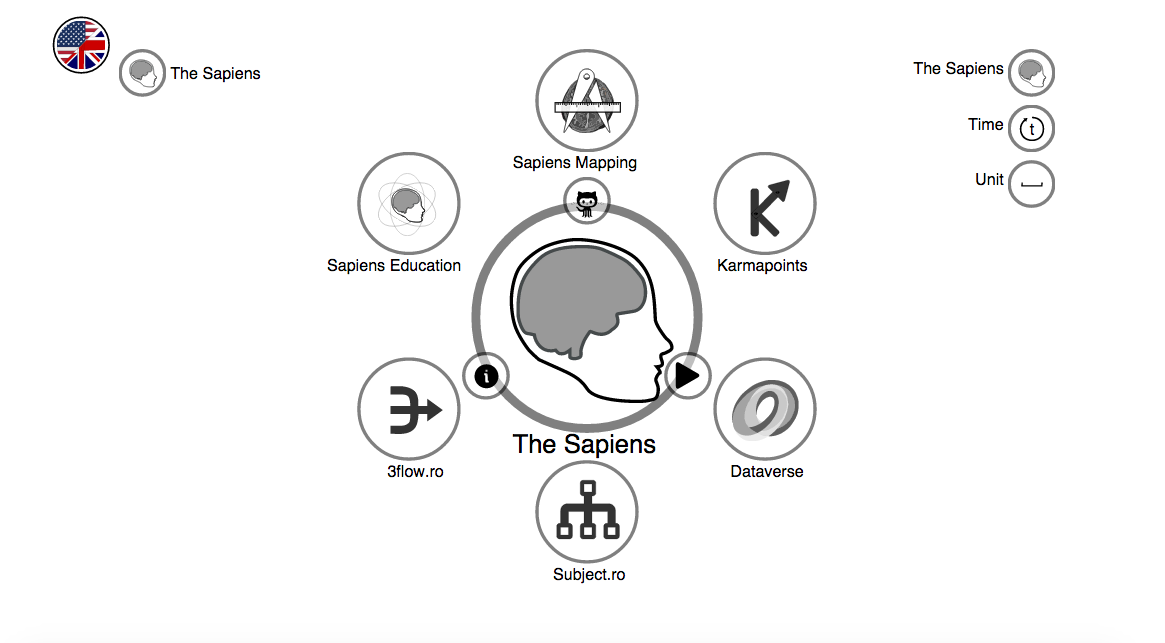 The Sapiens
The Sapiens
Time
Unit
Sapiens Mapping
Sapiens Education
Karmapoints
K
t
i
3flow.ro
The Sapiens
Dataverse
Subject.ro